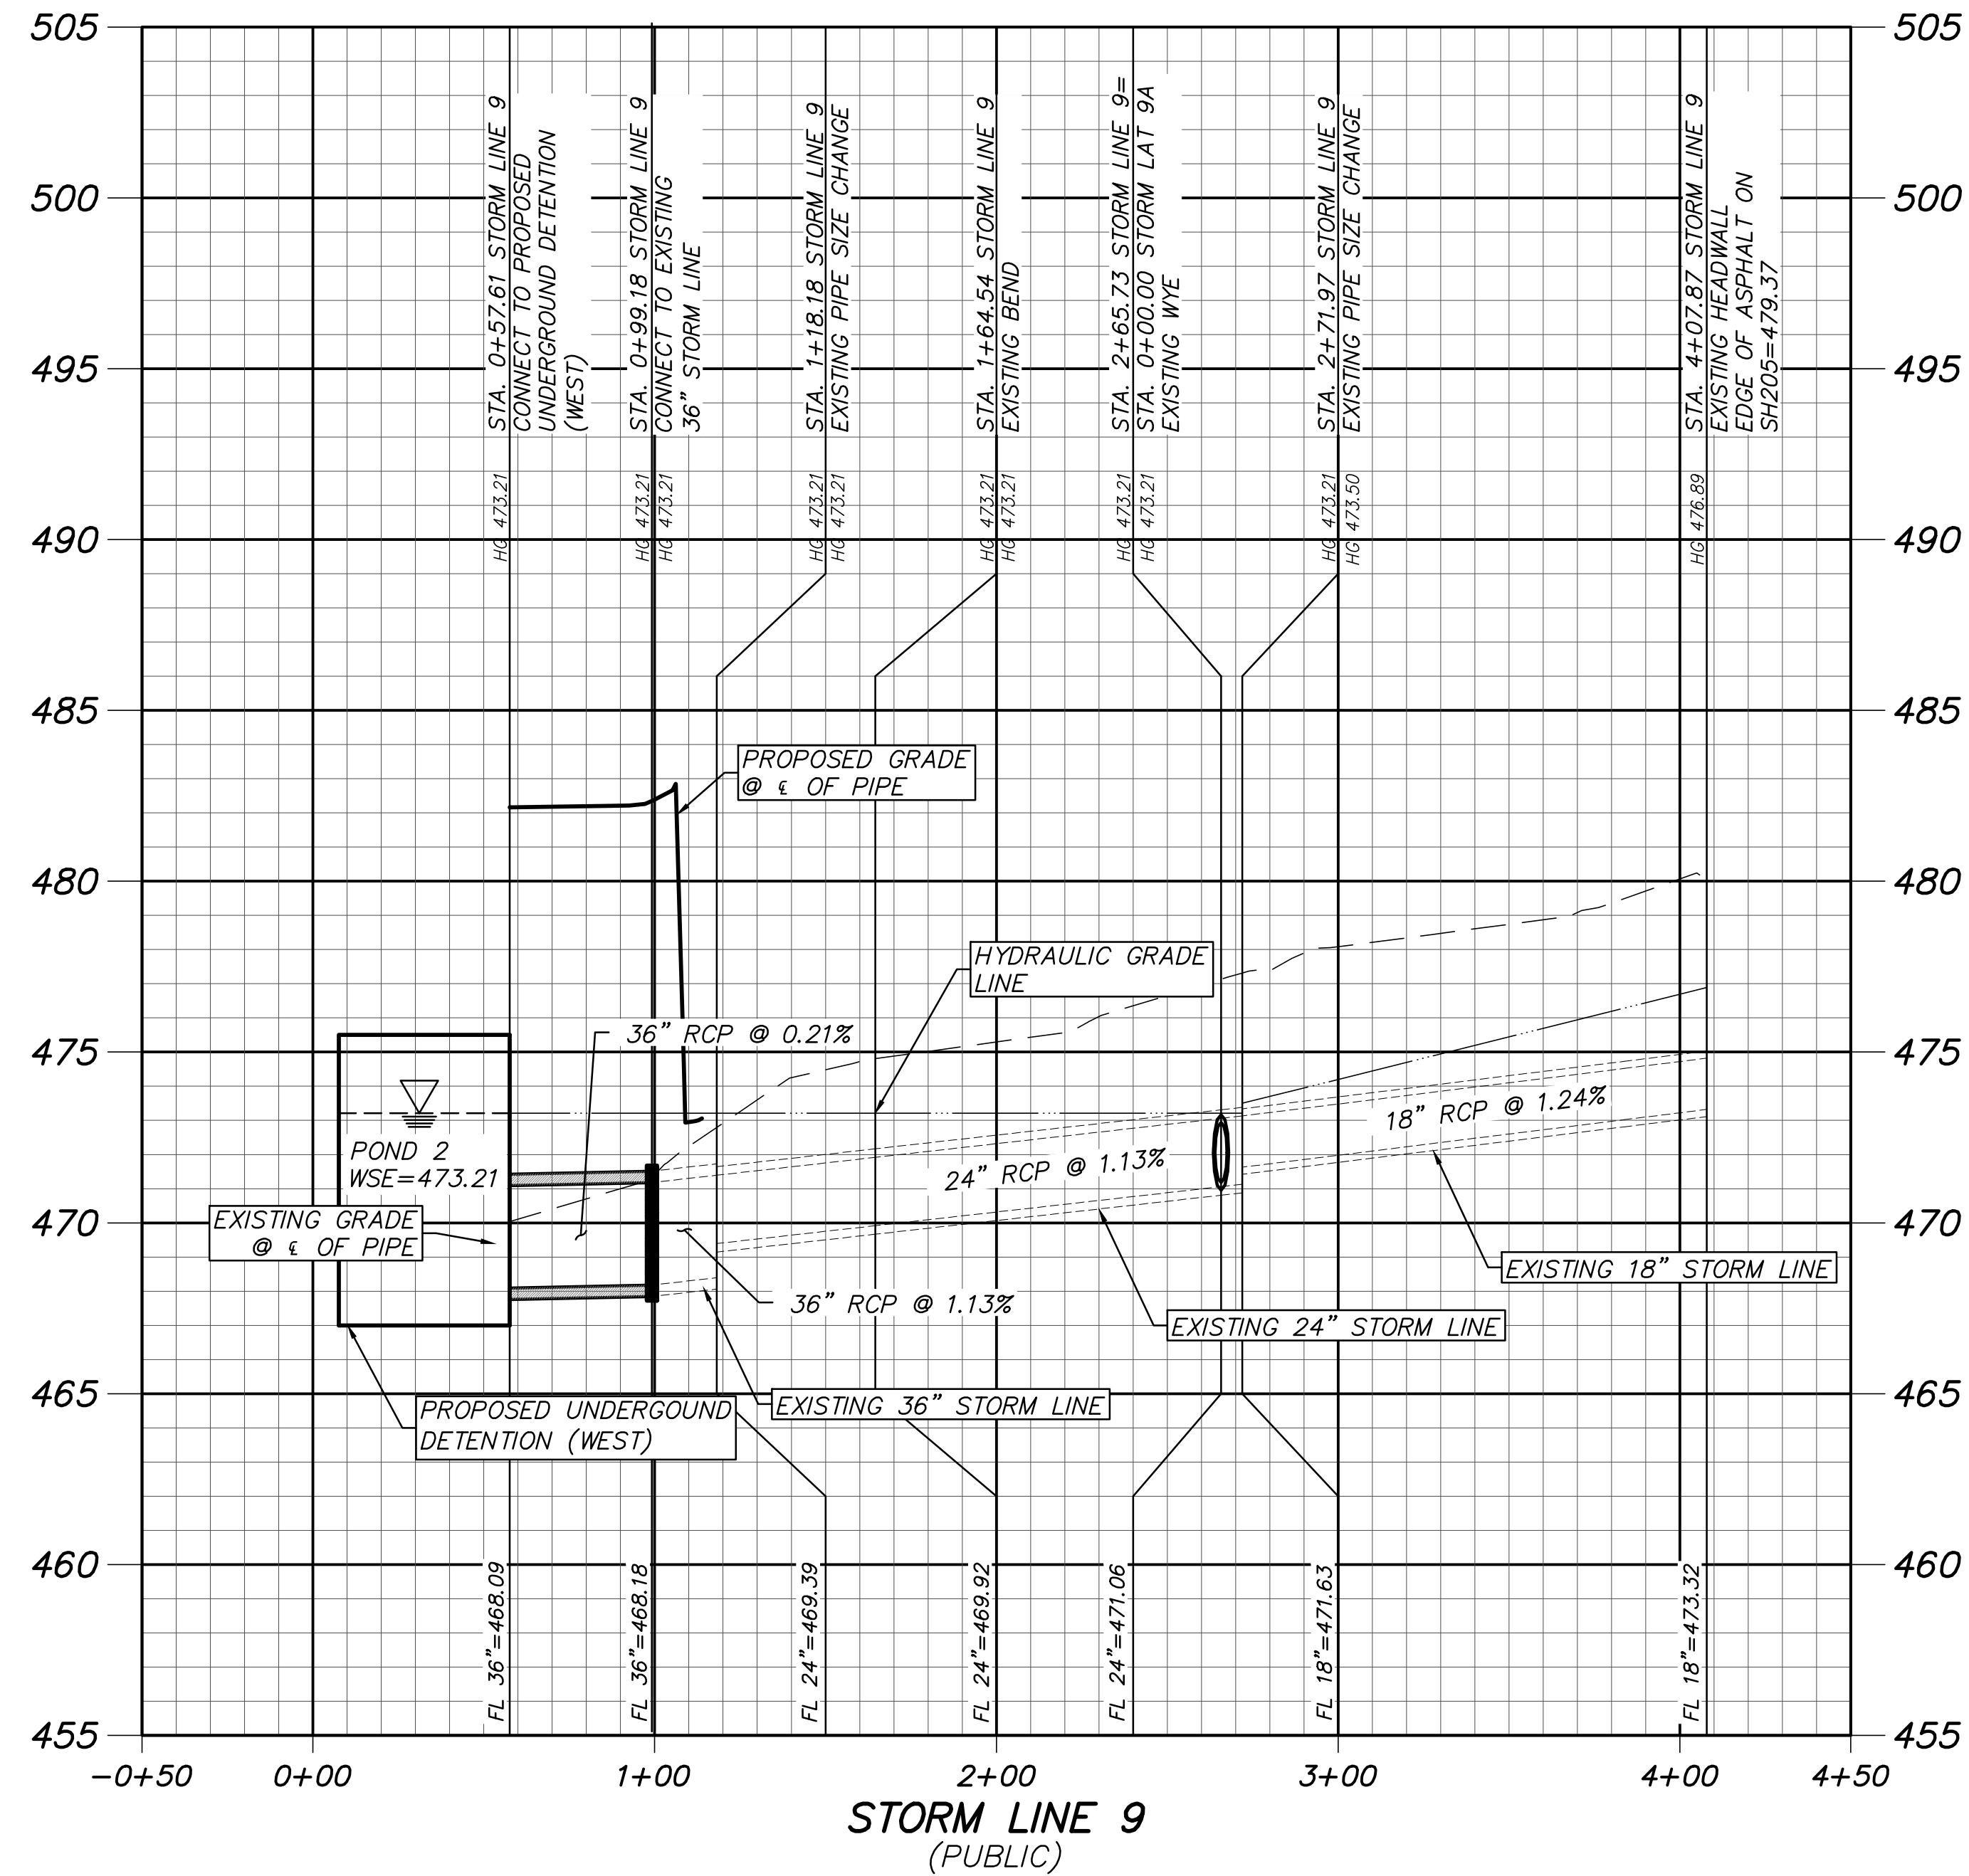 505
500
495
490
485
480
475
470
465
460
455
505
500
495
490
485
480
475
470
465
460
455
STA. 0+57.61 STORM LINE 9
CONNECT TO PROPOSED
UNDERGROUND DETENTION
(WEST)
STA. 0+99.18 STORM LINE 9
CONNECT TO EXISTING
36" STORM LINE
STA. 1+18.18 STORM LINE 9
EXISTING PIPE SIZE CHANGE
STA. 1+64.54 STORM LINE 9
EXISTING BEND
STA. 2+65.73 STORM LINE 9=
STA. 0+00.00 STORM LAT 9A
EXISTING WYE
STA. 2+71.97 STORM LINE 9
EXISTING PIPE SIZE CHANGE
STA. 4+07.87 STORM LINE 9
EXISTING HEADWALL
EDGE OF ASPHALT ON
SH205=479.37
HG 473.21
HG 473.21
HG 473.21
HG 473.21
HG 473.21
HG 473.21
HG 473.21
HG 473.21
HG 473.21
HG 473.21
HG 473.50
HG 476.89
PROPOSED GRADE
@ ℄ OF PIPE
HYDRAULIC GRADE
LINE
36" RCP @ 0.21%
POND 2
WSE=473.21
EXISTING GRADE
@ ℄ OF PIPE
24" RCP @ 1.13%
18" RCP @ 1.24%
36" RCP @ 1.13%
EXISTING 18" STORM LINE
EXISTING 24" STORM LINE
EXISTING 36" STORM LINE
PROPOSED UNDERGOUND
DETENTION (WEST)
FL 36"=468.09
FL 36"=468.18
FL 24"=469.39
FL 24"=469.92
FL 24"=471.06
FL 18"=471.63
FL 18"=473.32
-0+50
0+00
1+00
2+00
3+00
4+00
4+50
STORM LINE 9
(PUBLIC)